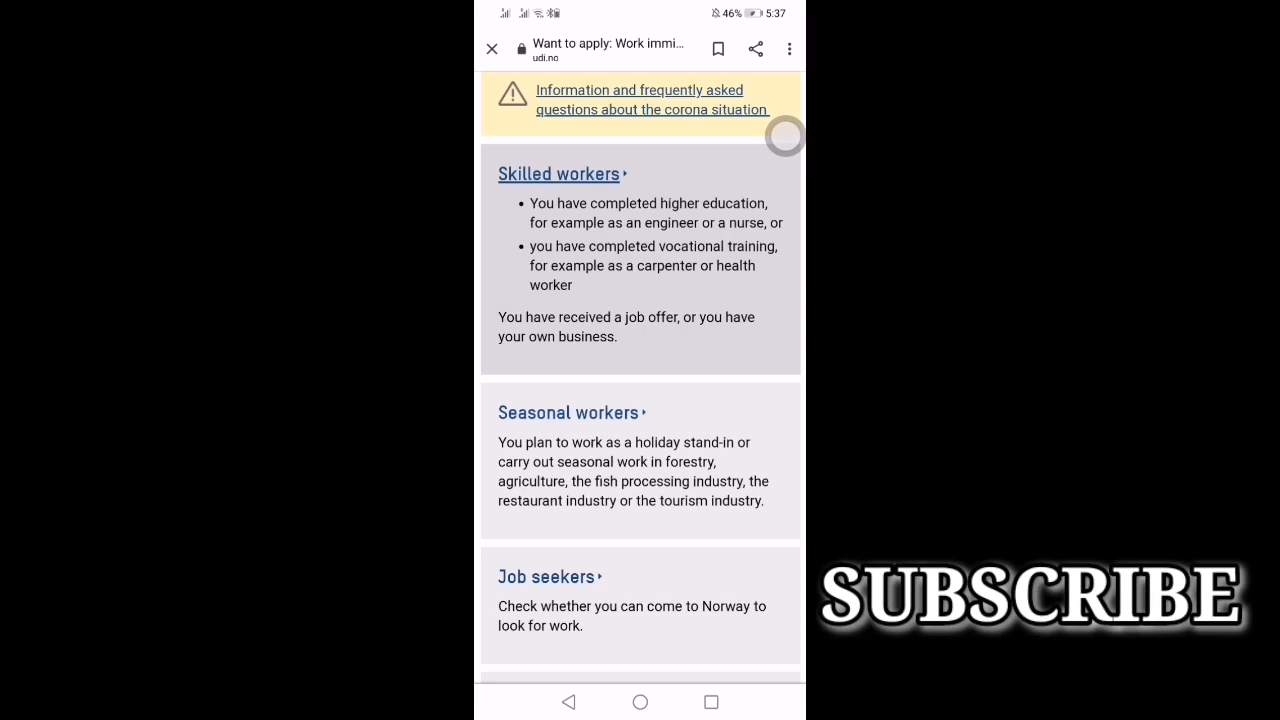 46% 5:37
Want to apply: Work immi...
udi.no
Information and frequently asked
questions about the corona situation
Skilled workers
• You have completed higher education,
for example as an engineer or a nurse, or
• you have completed vocational training,
for example as a carpenter or health
worker
You have received a job offer, or you have
your own business.
Seasonal workers
You plan to work as a holiday stand-in or
carry out seasonal work in forestry,
agriculture, the fish processing industry, the
restaurant industry or the tourism industry.
Job seekers
Check whether you can come to Norway to
look for work.
SUBSCRIBE